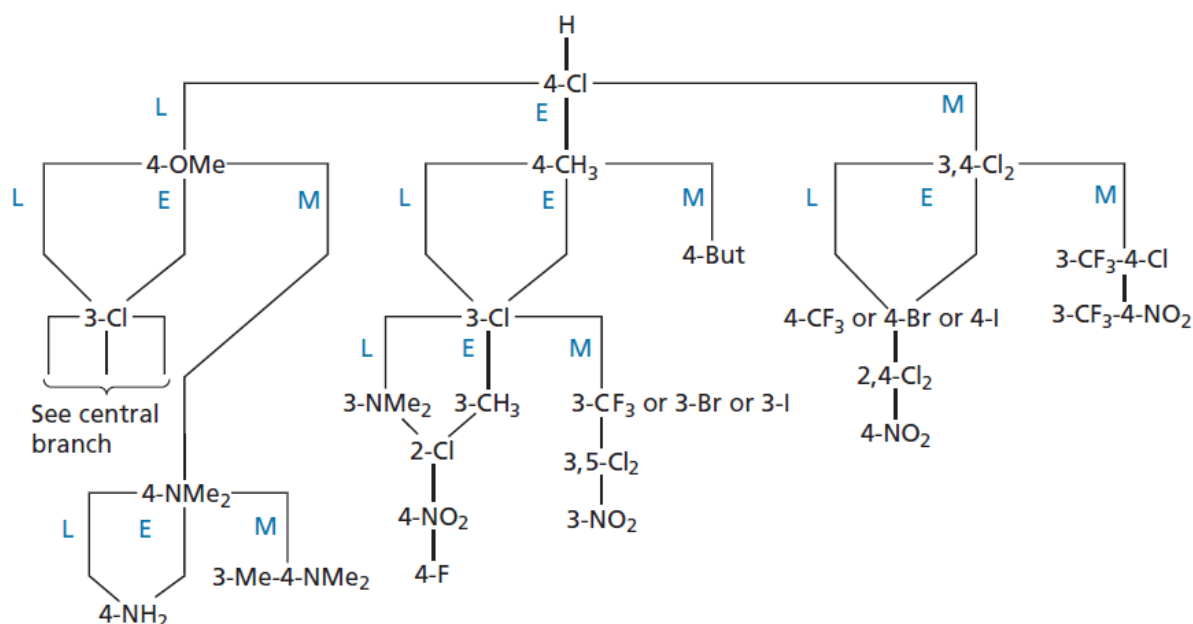 H
4-Cl
L E M
4-OMe 4-CH₃ 3,4-Cl₂
L E M L E M L E M
4-But 3-CF₃-4-Cl
3-Cl 3-Cl 4-CF₃ or 4-Br or 4-I 3-CF₃-4-NO₂
L E M 2,4-Cl₂
See central 3-NMe₂ 3-CH₃ 3-CF₃ or 3-Br or 3-I
branch 2-Cl 4-NO₂
3,5-Cl₂
4-NMe₂ 4-NO₂ 3-NO₂
L E M
3-Me-4-NMe₂ 4-F
4-NH₂